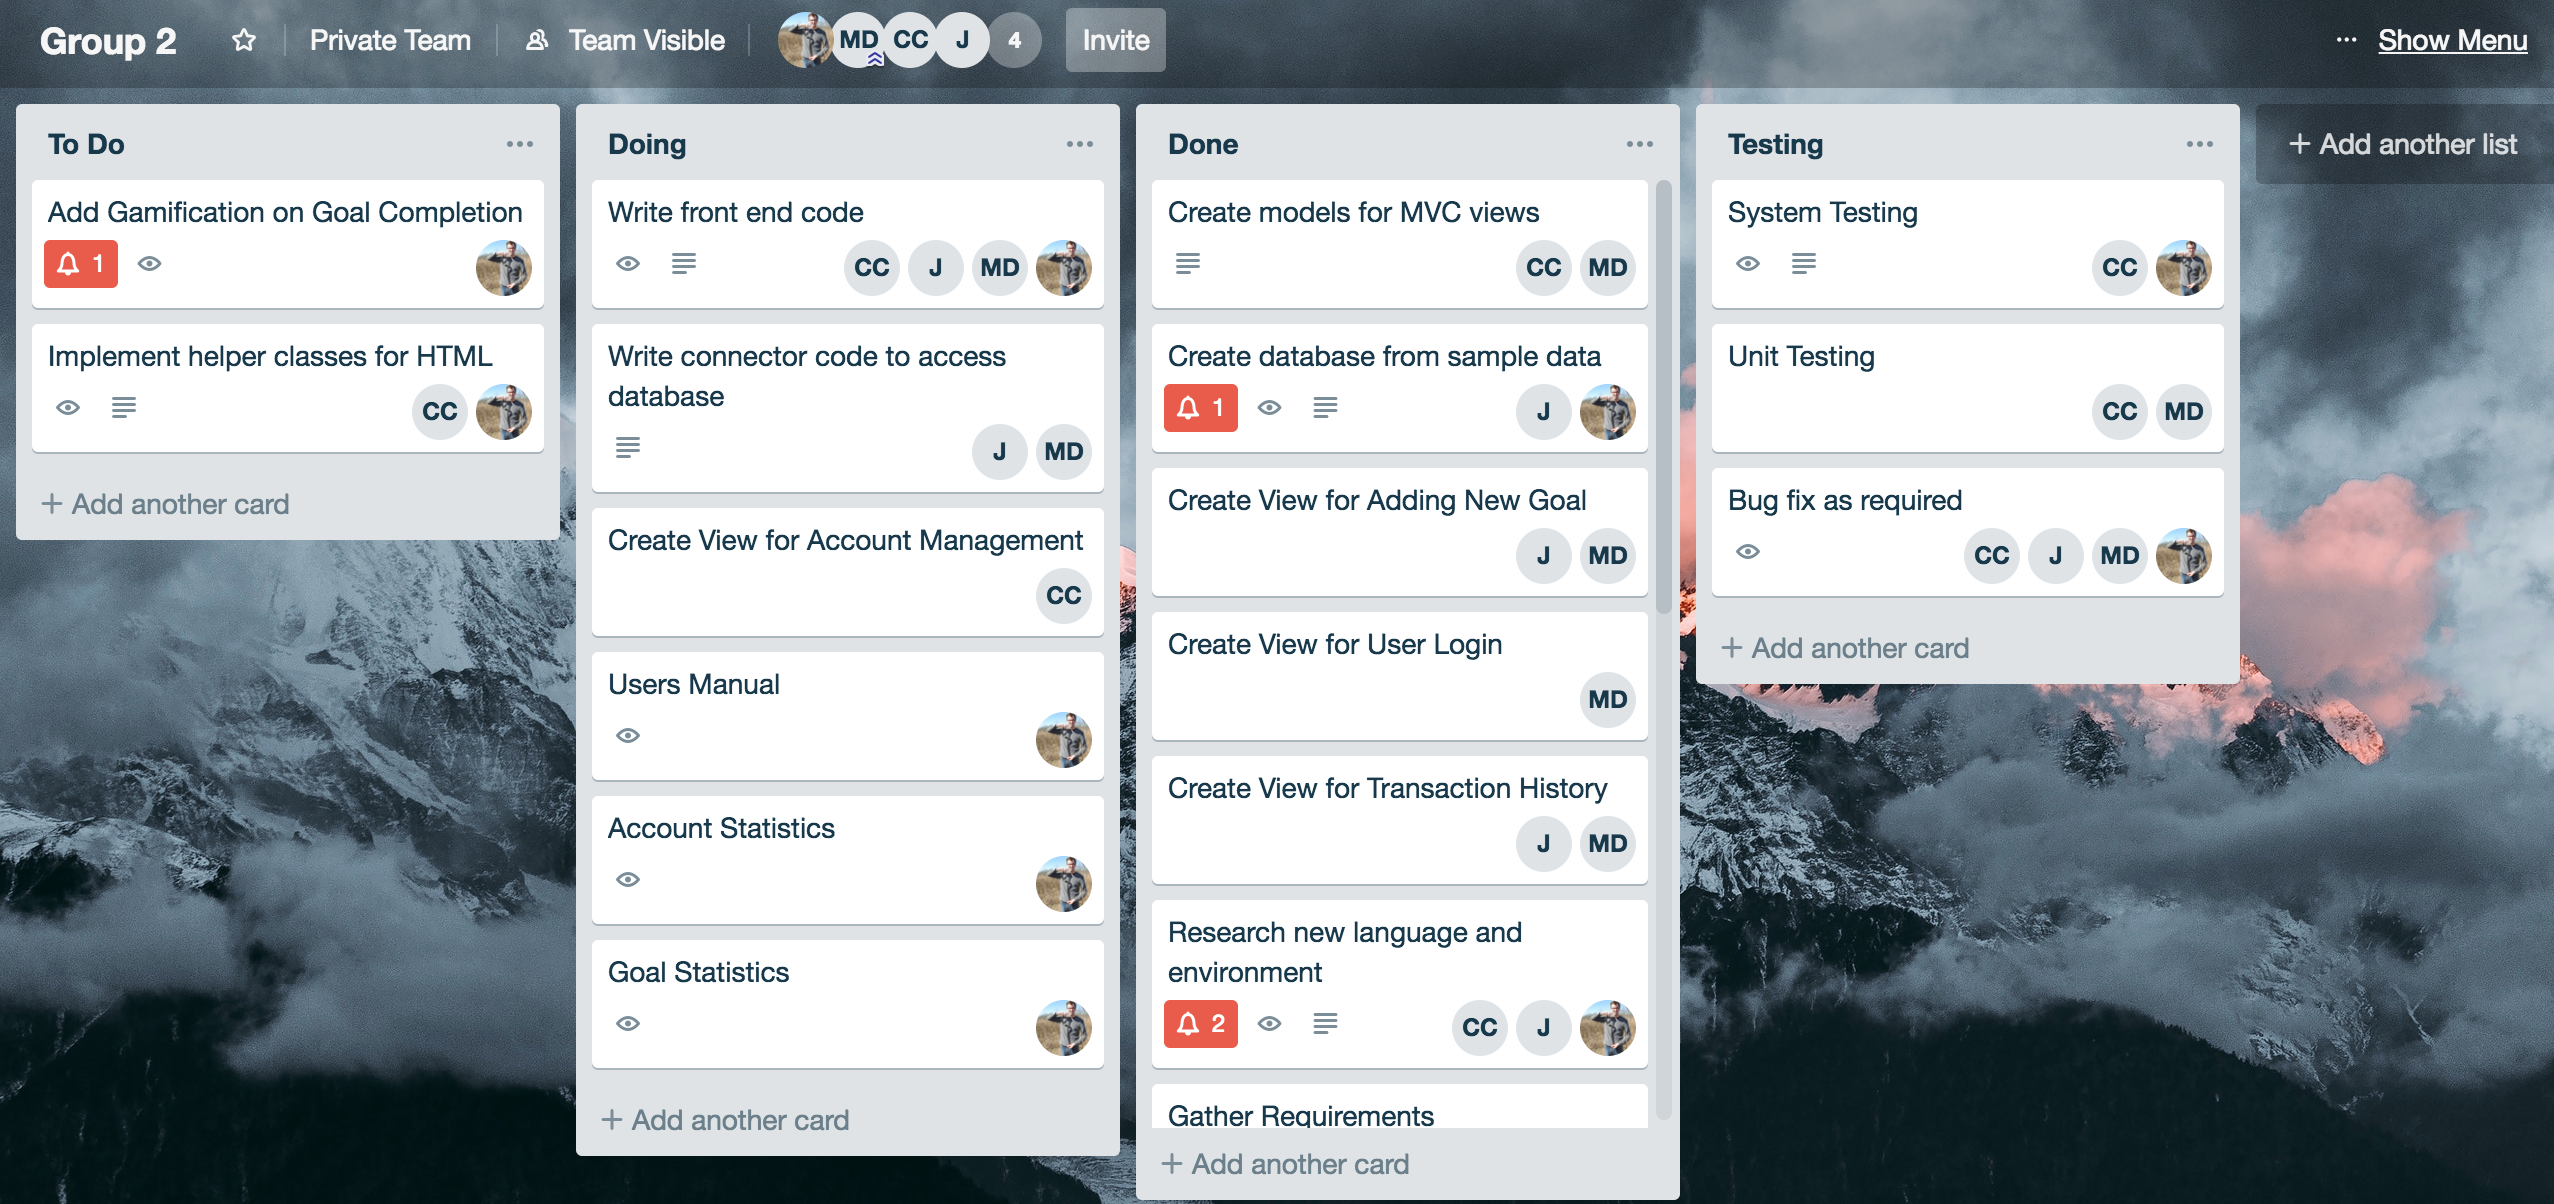 Group 2
Private Team
Team Visible
MD
CC
J
4
Invite
... Show Menu
To Do
Add Gamification on Goal Completion
1
Implement helper classes for HTML
CC
+ Add another card
Doing
Write front end code
CC J MD
Write connector code to access
database
J MD
Create View for Account Management
CC
Users Manual
Account Statistics
Goal Statistics
+ Add another card
Done
Create models for MVC views
CC MD
Create database from sample data
1 J
Create View for Adding New Goal
J MD
Create View for User Login
MD
Create View for Transaction History
J MD
Research new language and
environment
2 CC J
Gather Requirements
+ Add another card
Testing
System Testing
CC
Unit Testing
CC MD
Bug fix as required
CC J MD
+ Add another card
+ Add another list